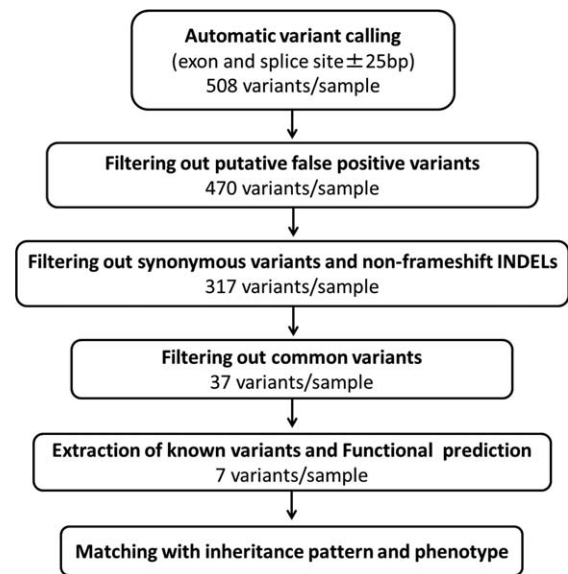 Automatic variant calling
(exon and splice site±25bp)
508 variants/sample
Filtering out putative false positive variants
470 variants/sample
Filtering out synonymous variants and non-frameshift INDELs
317 variants/sample
Filtering out common variants
37 variants/sample
Extraction of known variants and Functional prediction
7 variants/sample
Matching with inheritance pattern and phenotype